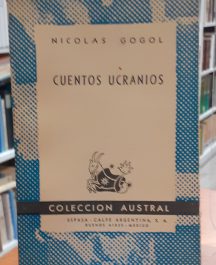 NICOLAS GOGOL
CUENTOS UCRANIOS
COLECCION AUSTRAL
ESPASA - CALPE ARGENTINA, S. A.
BUENOS AIRES - MEXICO